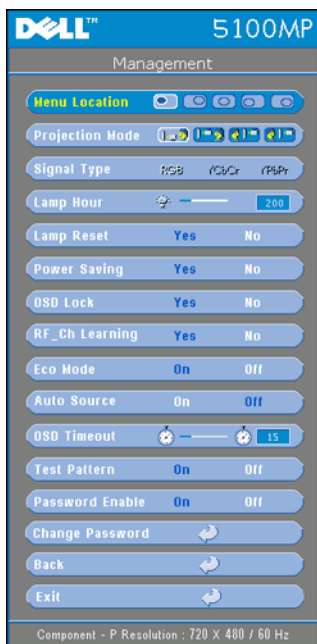 DELL™ 5100MP
Management
Menu Location
Projection Mode
Signal Type RGB YCbCr YPbPr
Lamp Hour 200
Lamp Reset Yes No
Power Saving Yes No
OSD Lock Yes No
RF_Ch Learning Yes No
Eco Mode On Off
Auto Source On Off
OSD Timeout 15
Test Pattern On Off
Password Enable On Off
Change Password
Back
Exit
Component - P Resolution : 720 X 480 / 60 Hz